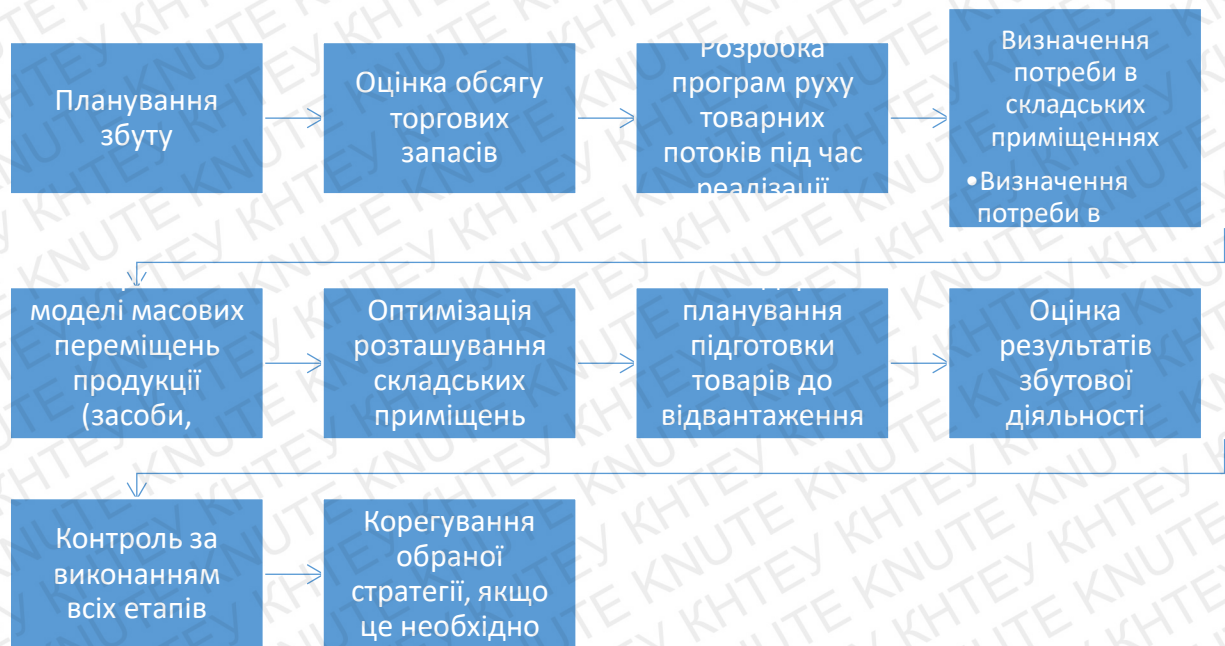 Планування
збуту
Оцінка обсягу
торгових
запасів
Розробка
програм руху
товарних
потоків під час
реалізації
Визначення
потреби в
складських
приміщеннях
•Визначення
потреби в
моделі масових
переміщень
продукції
(засоби,
Оптимізація
розташування
складських
приміщень
планування
підготовки
товарів до
відвантаження
Оцінка
результатів
збутової
діяльності
Контроль за
виконанням
всіх етапів
Корегування
обраної
стратегії, якщо
це необхідно